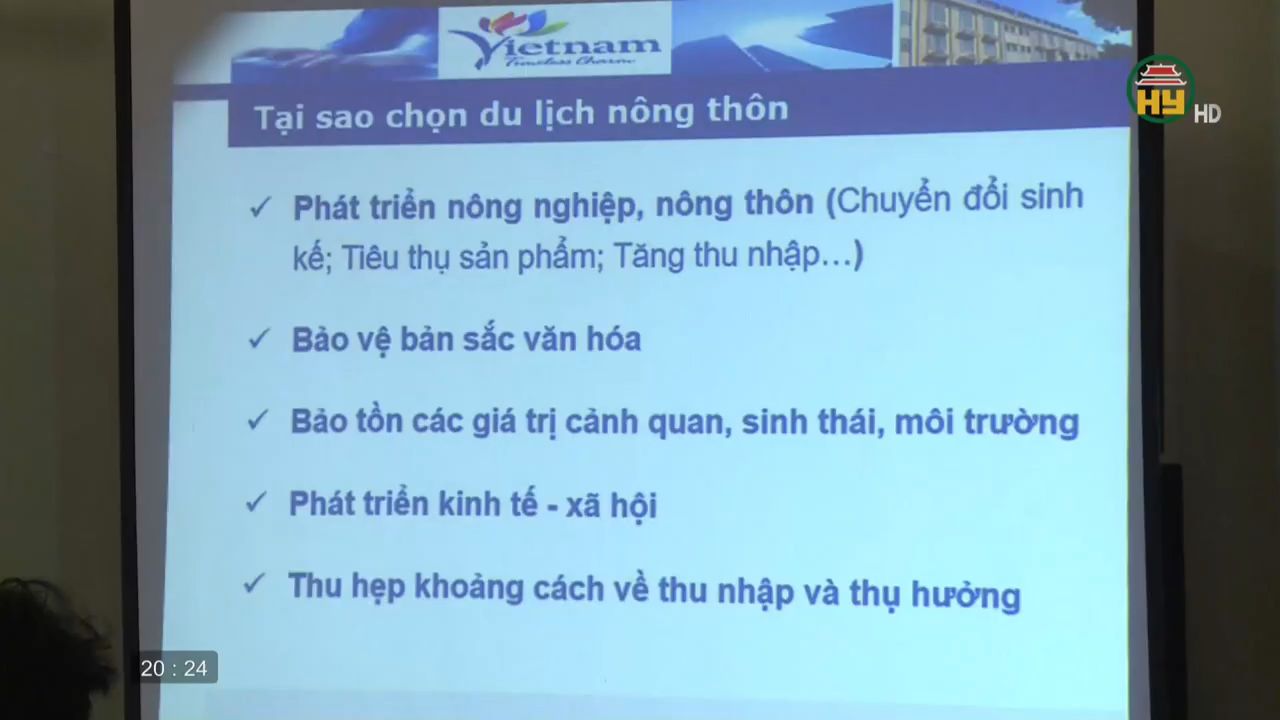 Vietnam
Timeless Charm
HY HD
Tại sao chọn du lịch nông thôn
✓ Phát triển nông nghiệp, nông thôn (Chuyển đổi sinh
kế; Tiêu thụ sản phẩm; Tăng thu nhập...)
✓ Bảo vệ bản sắc văn hóa
✓ Bảo tồn các giá trị cảnh quan, sinh thái, môi trường
✓ Phát triển kinh tế - xã hội
✓ Thu hẹp khoảng cách về thu nhập và thụ hưởng
20 : 24